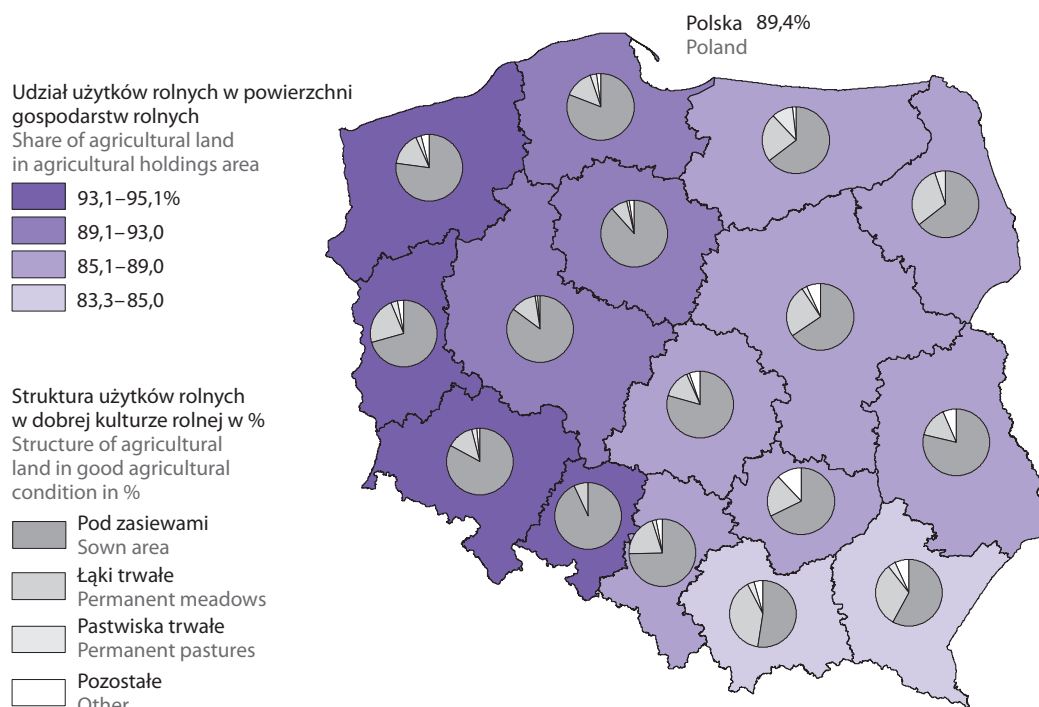 Polska 89,4%
Poland
Udział użytków rolnych w powierzchni
gospodarstw rolnych
Share of agricultural land
in agricultural holdings area
93,1–95,1%
89,1–93,0
85,1–89,0
83,3–85,0
Struktura użytków rolnych
w dobrej kulturze rolnej w %
Structure of agricultural
land in good agricultural
condition in %
Pod zasiewami
Sown area
Łąki trwałe
Permanent meadows
Pastwiska trwałe
Permanent pastures
Pozostałe
Other